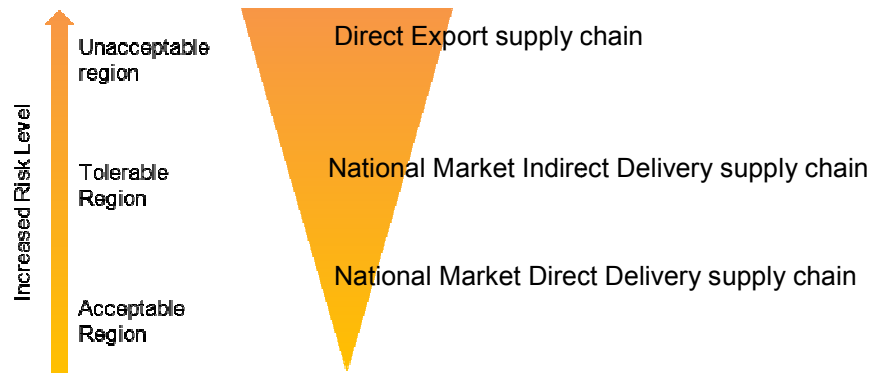 Increased Risk Level
Unacceptable
region
Direct Export supply chain
Tolerable
Region
National Market Indirect Delivery supply chain
National Market Direct Delivery supply chain
Acceptable
Region